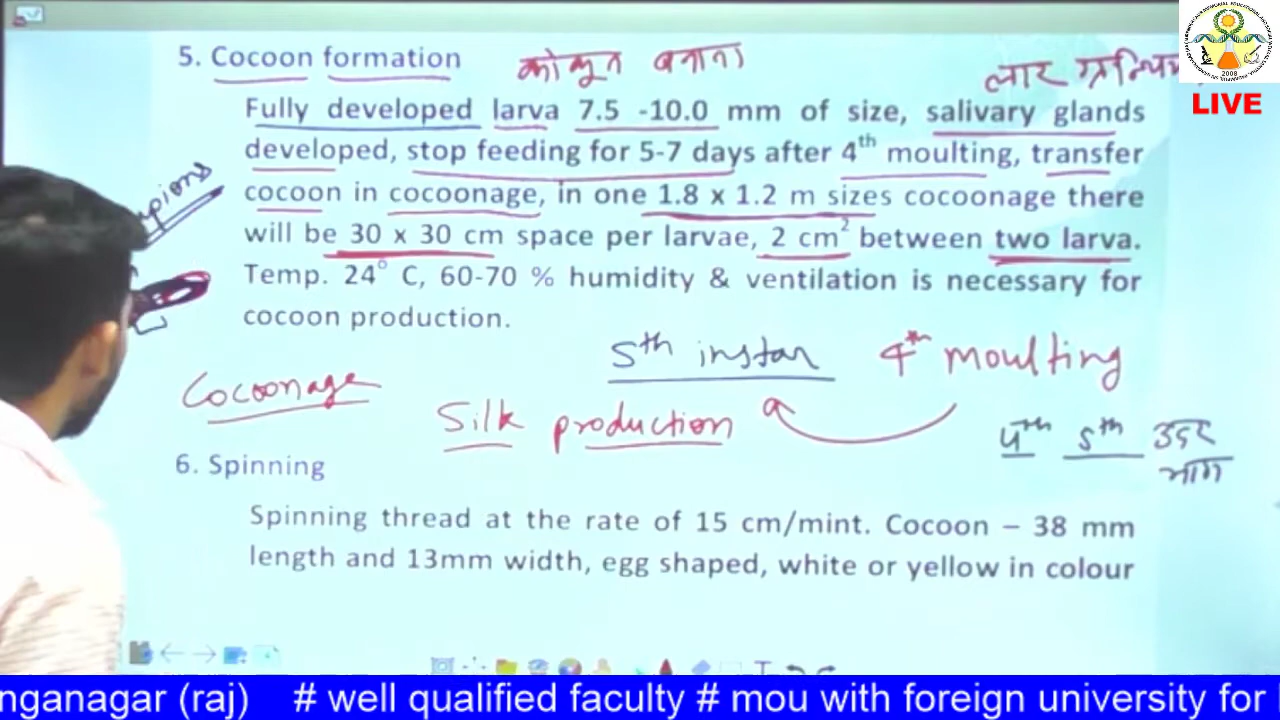 5. Cocoon formation कोकून बनाना
लार
LIVE
Fully developed larva 7.5 -10.0 mm of size, salivary glands
developed, stop feeding for 5-7 days after 4th moulting, transfer
cocoon in cocoonage, in one 1.8 x 1.2 m sizes cocoonage there
will be 30 x 30 cm space per larvae, 2 cm² between two larva.
Temp. 24° C, 60-70 % humidity & ventilation is necessary for
cocoon production.
5th instar 4th moulting
Cocoonage
Silk production
4th 5th उदर
भाग
6. Spinning
Spinning thread at the rate of 15 cm/mint. Cocoon – 38 mm
length and 13mm width, egg shaped, white or yellow in colour
nganagar (raj) # well qualified faculty # mou with foreign university for